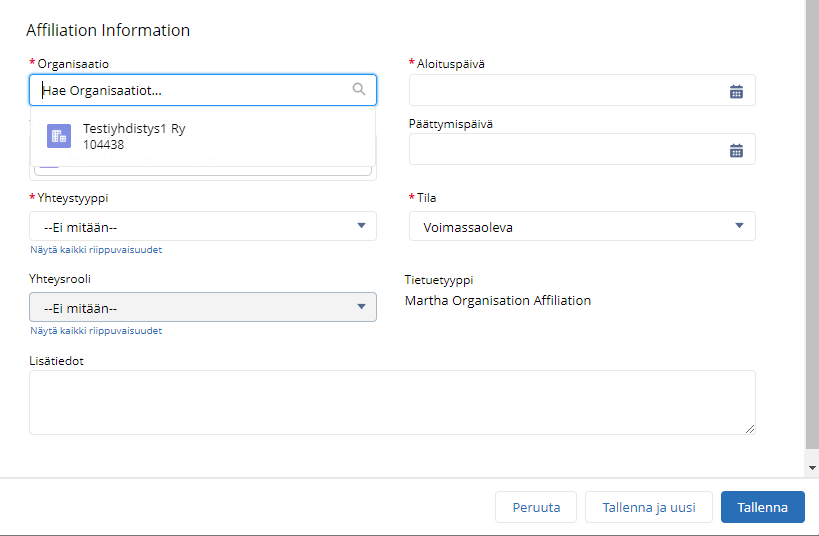 Affiliation Information
* Organisaatio
* Aloituspäivä
Hae Organisaatiot...
Testiyhdistys1 Ry
104438
Päättymispäivä
* Yhteystyyppi
* Tila
--Ei mitään--
Voimassaoleva
Näytä kaikki riippuvaisuudet
Yhteysrooli
Tietuetyyppi
--Ei mitään--
Martha Organisation Affiliation
Näytä kaikki riippuvaisuudet
Lisätiedot
Peruuta
Tallenna ja uusi
Tallenna